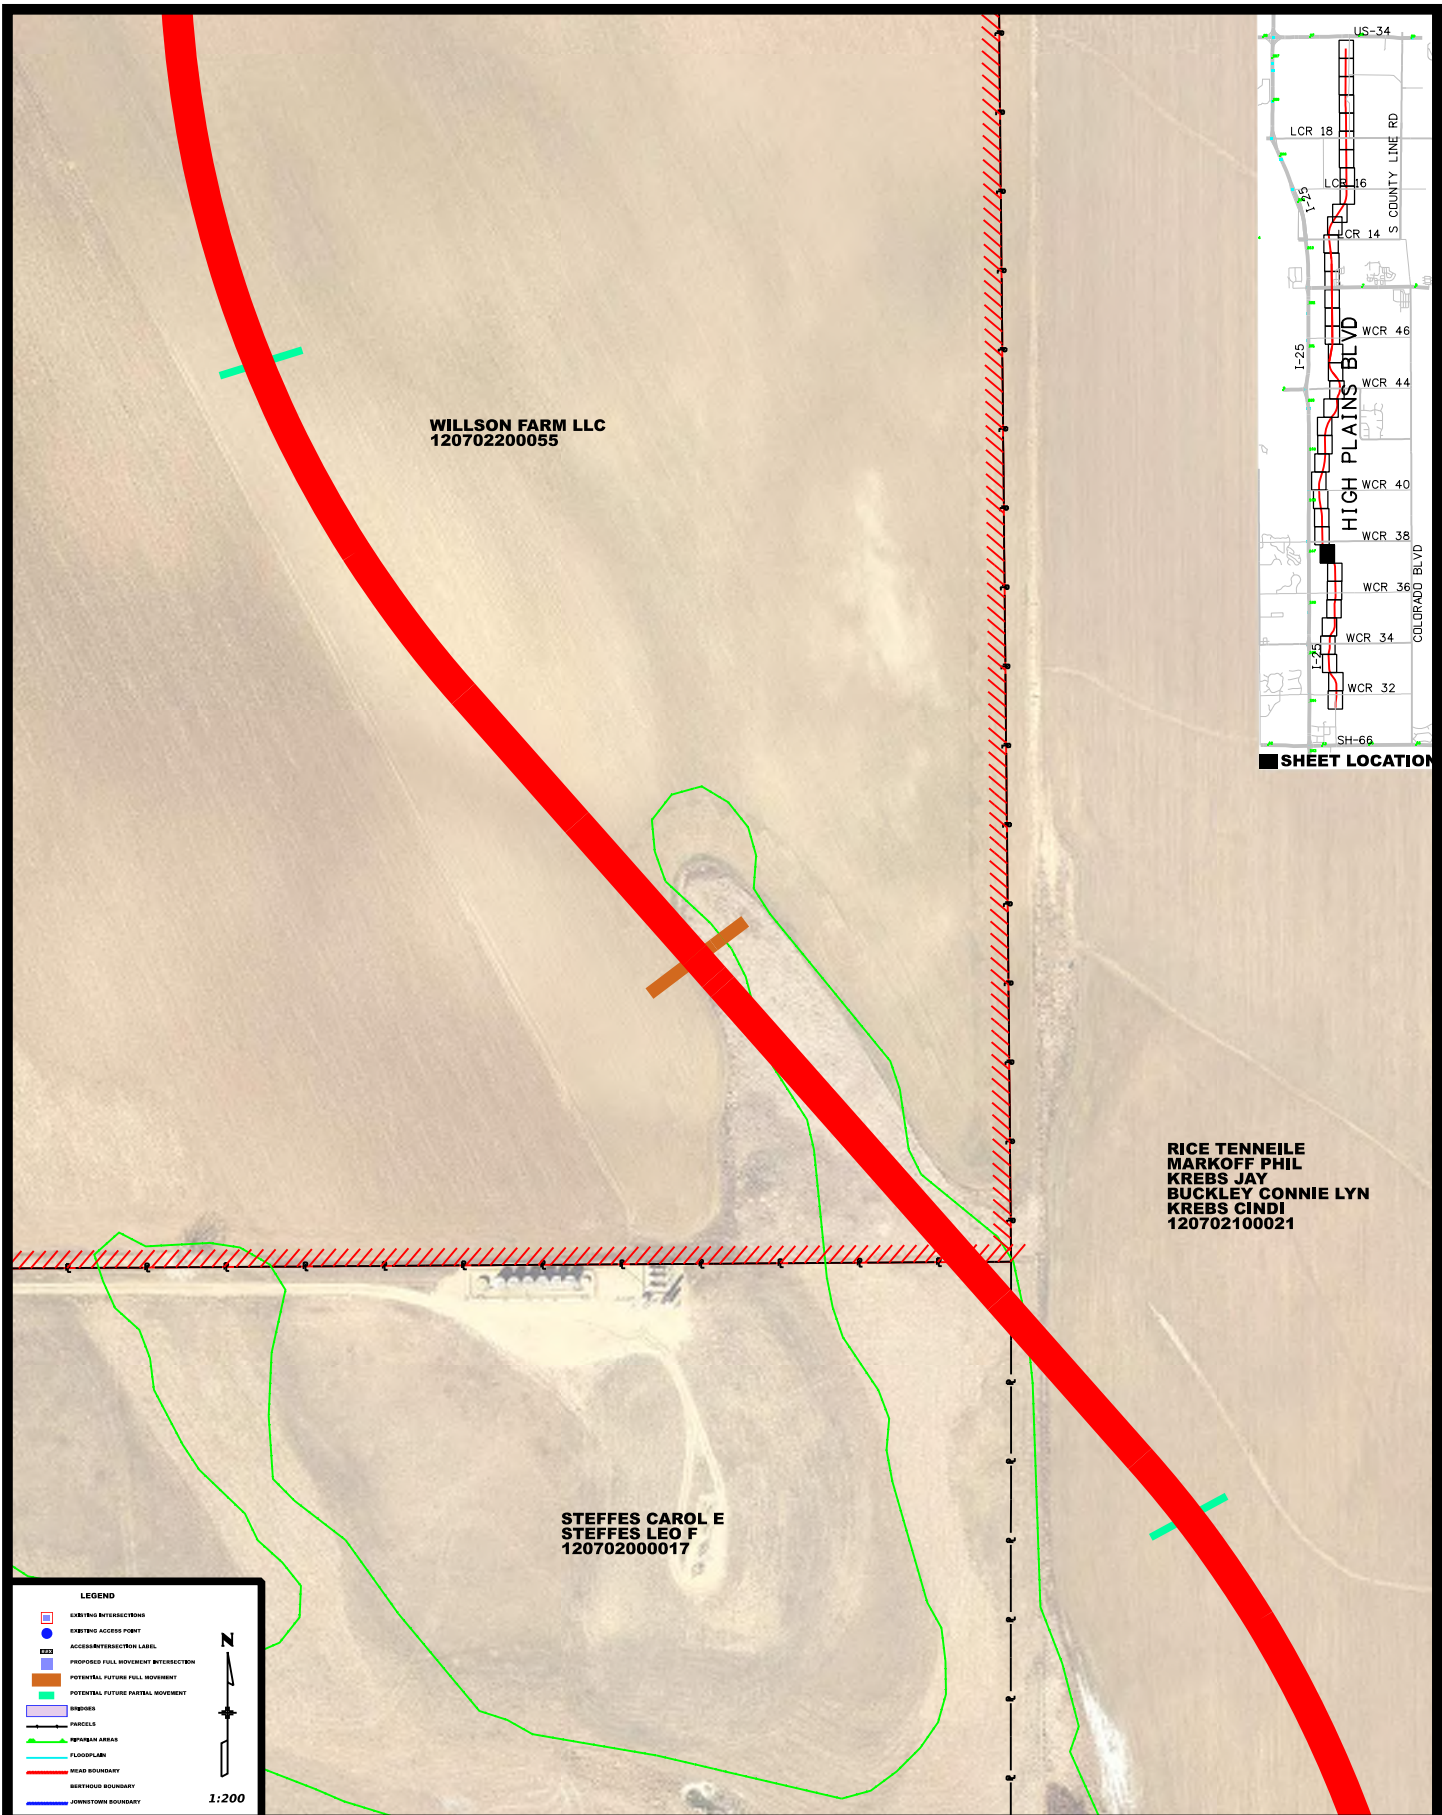 US-34
LCR 18
S COUNTY LINE RD
LCR 16
I-25
LCR 14
WCR 46
HIGH PLAINS BLVD
I-25
WCR 44
WCR 40
WCR 38
COLORADO BLVD
WCR 36
WCR 34
I-25
WCR 32
SH-66
SHEET LOCATION
WILLSON FARM LLC
120702200055
RICE TENNEILE
MARKOFF PHIL
KREBS JAY
BUCKLEY CONNIE LYN
KREBS CINDI
120702100021
STEFFES CAROL E
STEFFES LEO F
120702000017
LEGEND
EXISTING INTERSECTIONS
EXISTING ACCESS POINT
ACCESS/INTERSECTION LABEL
PROPOSED FULL MOVEMENT INTERSECTION
POTENTIAL FUTURE FULL MOVEMENT
POTENTIAL FUTURE PARTIAL MOVEMENT
BRIDGES
PARCELS
RIPARIAN AREAS
FLOODPLAIN
MEAD BOUNDARY
BERTHOUD BOUNDARY
JOHNSTOWN BOUNDARY
N
1:200